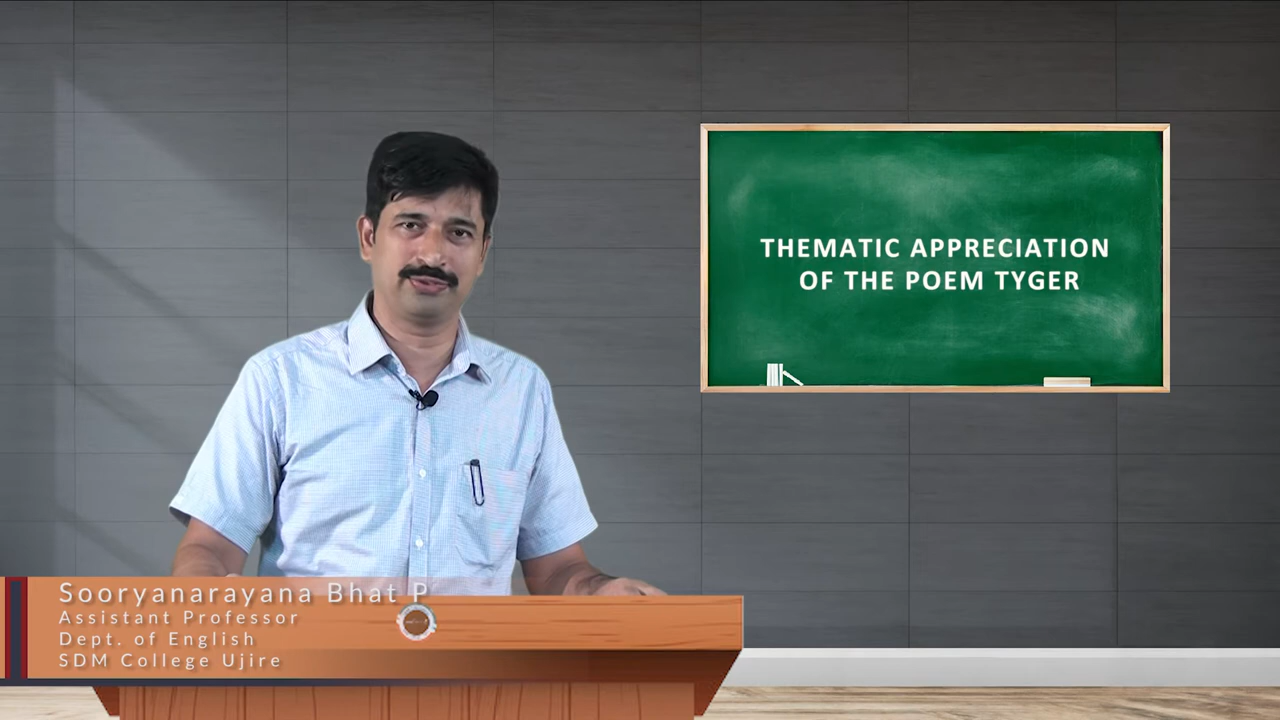 THEMATIC APPRECIATION
OF THE POEM TYGER
Sooryanarayana Bhat P
Assistant Professor
Dept. of English
SDM College Ujire